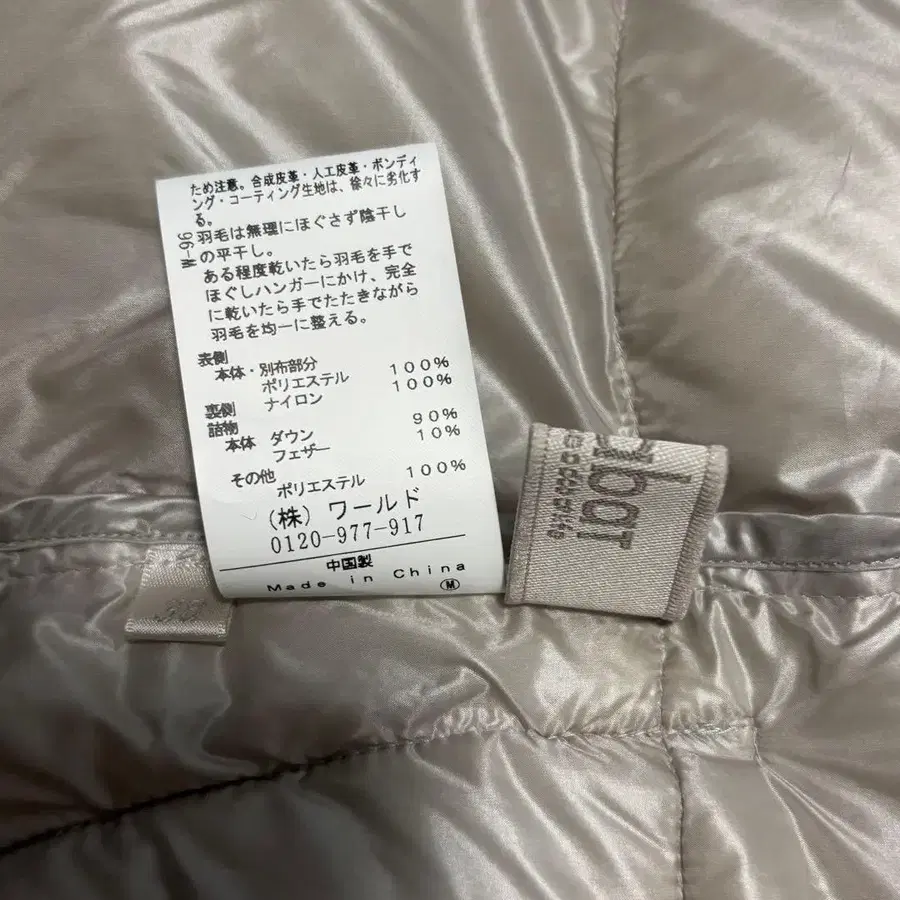 ため注意。合成皮革・人工皮革・ボンディ
ング・コーティング生地は、徐々に劣化す
る。
羽毛は無理にほぐさず陰干し
の平干し。
ある程度乾いたら羽毛を手で
ほぐしハンガーにかけ、完全
に乾いたら手でたたきながら
羽毛を均一に整える。
W-96
表側
本体・別布部分
ポリエステル 100%
裏側 ナイロン 100%
詰物
本体 ダウン 90%
フェザー 10%
その他
ポリエステル 100%
(株) ワールド
0120-977-917
中国製
Made in China Ⓜ
bar
38